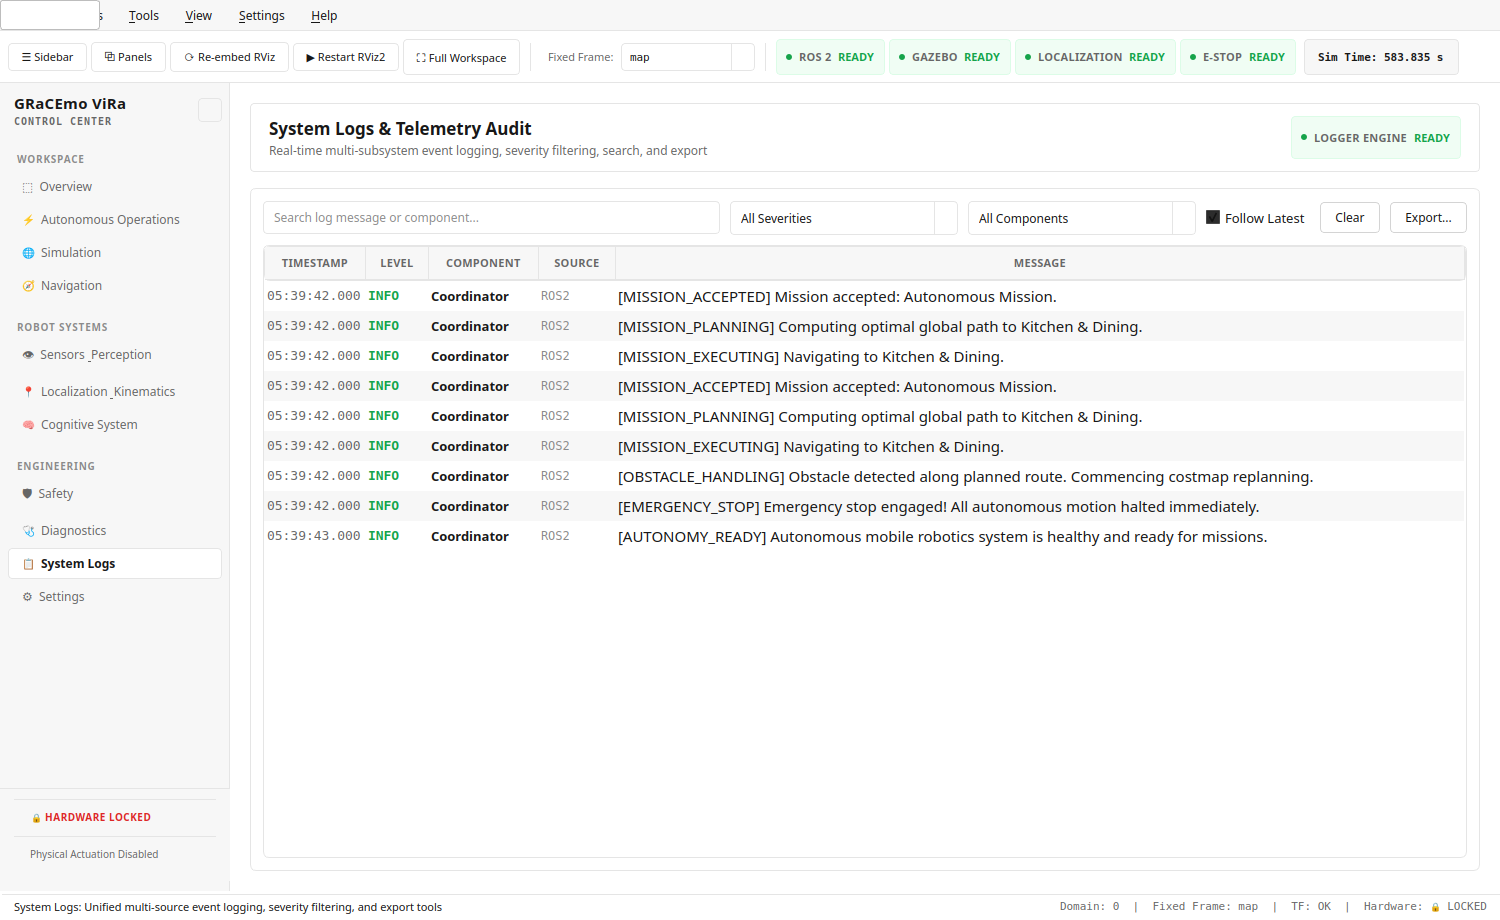 s Tools View Settings Help
☰ Sidebar Panels ⟳ Re-embed RViz ▶ Restart RViz2 ⛶ Full Workspace Fixed Frame: map ● ROS 2 READY ● GAZEBO READY ● LOCALIZATION READY ● E-STOP READY Sim Time: 583.835 s
GRaCEmo ViRa
CONTROL CENTER
WORKSPACE
Overview
Autonomous Operations
Simulation
Navigation
ROBOT SYSTEMS
Sensors _Perception
Localization _Kinematics
Cognitive System
ENGINEERING
Safety
Diagnostics
System Logs
Settings
HARDWARE LOCKED
Physical Actuation Disabled
System Logs & Telemetry Audit
Real-time multi-subsystem event logging, severity filtering, search, and export
● LOGGER ENGINE READY
Search log message or component... All Severities All Components Follow Latest Clear Export...
TIMESTAMP LEVEL COMPONENT SOURCE MESSAGE
05:39:42.000 INFO Coordinator ROS2 [MISSION_ACCEPTED] Mission accepted: Autonomous Mission.
05:39:42.000 INFO Coordinator ROS2 [MISSION_PLANNING] Computing optimal global path to Kitchen & Dining.
05:39:42.000 INFO Coordinator ROS2 [MISSION_EXECUTING] Navigating to Kitchen & Dining.
05:39:42.000 INFO Coordinator ROS2 [MISSION_ACCEPTED] Mission accepted: Autonomous Mission.
05:39:42.000 INFO Coordinator ROS2 [MISSION_PLANNING] Computing optimal global path to Kitchen & Dining.
05:39:42.000 INFO Coordinator ROS2 [MISSION_EXECUTING] Navigating to Kitchen & Dining.
05:39:42.000 INFO Coordinator ROS2 [OBSTACLE_HANDLING] Obstacle detected along planned route. Commencing costmap replanning.
05:39:42.000 INFO Coordinator ROS2 [EMERGENCY_STOP] Emergency stop engaged! All autonomous motion halted immediately.
05:39:43.000 INFO Coordinator ROS2 [AUTONOMY_READY] Autonomous mobile robotics system is healthy and ready for missions.
System Logs: Unified multi-source event logging, severity filtering, and export tools
Domain: 0 | Fixed Frame: map | TF: OK | Hardware: 🔒 LOCKED